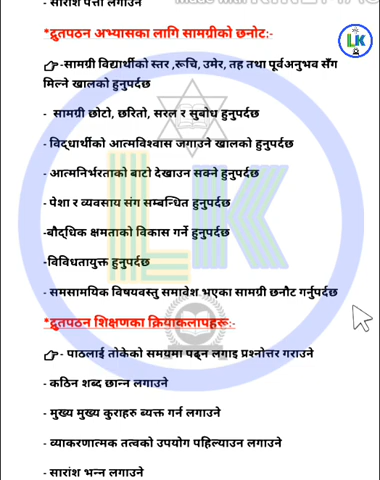 - सारांश पत्ता लगाउन
*द्रुतपठन अभ्यासका लागि सामग्रीको छनोट:-
LK
-सामग्री विद्यार्थीको स्तर ,रूचि, उमेर, तह तथा पूर्वअनुभव सँग
मिल्ने खालको हुनुपर्दछ
- सामग्री छोटो, छरितो, सरल र सुबोध हुनुपर्दछ
- विद्‌यार्थीको आत्मविश्वास जगाउने खालको हुनुपर्दछ
- आत्मनिर्भरताको बाटो देखाउन सक्ने हुनुपर्दछ
- पेशा र व्यवसाय संग सम्बन्धित हुनुपर्दछ
-बौद्‌धिक क्षमताको विकास गर्ने हुनुपर्दछ
-विविधतायुक्त हुनुपर्दछ
- समसामयिक विषयवस्तु समावेश भएका सामग्री छनौट गर्नुपर्दछ
*द्रुतपठन शिक्षणका क्रियाकलापहरू:-
- पाठलाई तोकेको समयमा पढ्न लगाइ प्रश्नोत्तर गराउने
- कठिन शब्द छान्न लगाउने
- मुख्य मुख्य कुराहरु ब्यक्त गर्न लगाउने
- व्याकरणात्मक तत्वको उपयोग पहिल्याउन लगाउने
- सारांश भन्न लगाउने